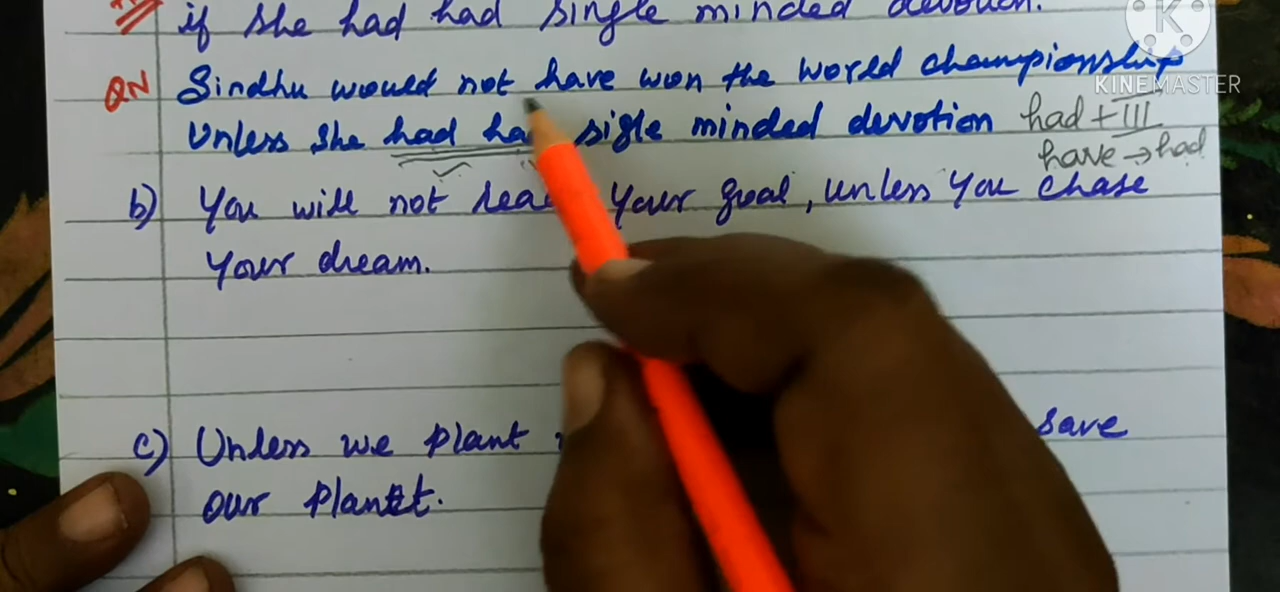 if she had had single minded devotion.
QN Sindhu would not have won the world championship
Unless she had had sigle minded devotion had + III
have → had
b) You will not your goal, unless you chase
your dream.
c) Unless we plant save
our planet.
K
KINEMASTER